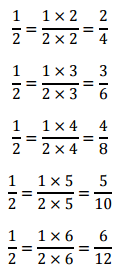 1/2 = (1 × 2)/(2 × 2) = 2/4
1/2 = (1 × 3)/(2 × 3) = 3/6
1/2 = (1 × 4)/(2 × 4) = 4/8
1/2 = (1 × 5)/(2 × 5) = 5/10
1/2 = (1 × 6)/(2 × 6) = 6/12